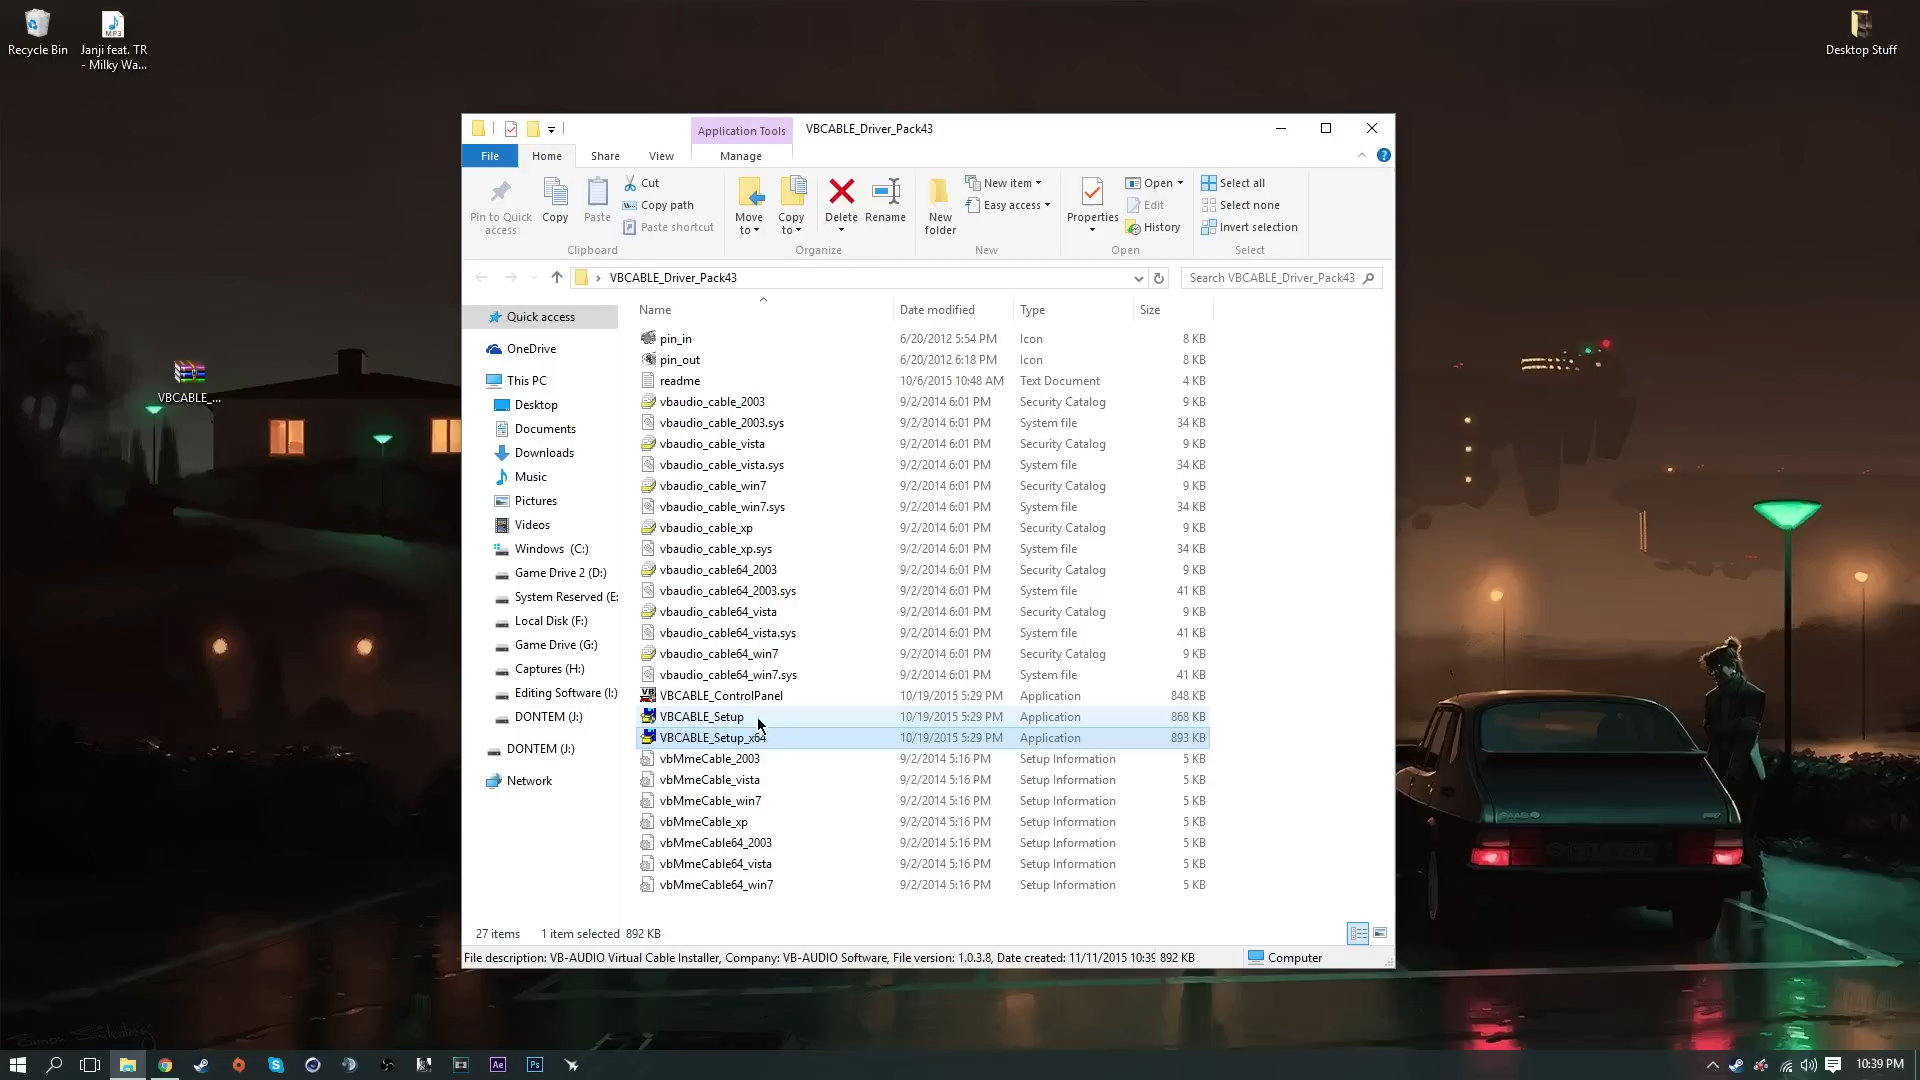 Recycle Bin
Janji feat. TR
- Milky Wa...
Desktop Stuff
VBCABLE_...
Application Tools
VBCABLE_Driver_Pack43
File
Home
Share
View
Manage
Pin to Quick
access
Copy
Paste
Cut
Copy path
Paste shortcut
Clipboard
Move
to
Copy
to
Delete
Rename
Organize
New
folder
New item
Easy access
New
Properties
Open
Edit
History
Open
Select all
Select none
Invert selection
Select
VBCABLE_Driver_Pack43
Search VBCABLE_Driver_Pack43
Quick access
OneDrive
This PC
Desktop
Documents
Downloads
Music
Pictures
Videos
Windows (C:)
Game Drive 2 (D:)
System Reserved (E:
Local Disk (F:)
Game Drive (G:)
Captures (H:)
Editing Software (I:)
DONTEM (J:)
DONTEM (J:)
Network
Name Date modified Type Size
pin_in 6/20/2012 5:54 PM Icon 8 KB
pin_out 6/20/2012 6:18 PM Icon 8 KB
readme 10/6/2015 10:48 AM Text Document 4 KB
vbaudio_cable_2003 9/2/2014 6:01 PM Security Catalog 9 KB
vbaudio_cable_2003.sys 9/2/2014 6:01 PM System file 34 KB
vbaudio_cable_vista 9/2/2014 6:01 PM Security Catalog 9 KB
vbaudio_cable_vista.sys 9/2/2014 6:01 PM System file 34 KB
vbaudio_cable_win7 9/2/2014 6:01 PM Security Catalog 9 KB
vbaudio_cable_win7.sys 9/2/2014 6:01 PM System file 34 KB
vbaudio_cable_xp 9/2/2014 6:01 PM Security Catalog 9 KB
vbaudio_cable_xp.sys 9/2/2014 6:01 PM System file 34 KB
vbaudio_cable64_2003 9/2/2014 6:01 PM Security Catalog 9 KB
vbaudio_cable64_2003.sys 9/2/2014 6:01 PM System file 41 KB
vbaudio_cable64_vista 9/2/2014 6:01 PM Security Catalog 9 KB
vbaudio_cable64_vista.sys 9/2/2014 6:01 PM System file 41 KB
vbaudio_cable64_win7 9/2/2014 6:01 PM Security Catalog 9 KB
vbaudio_cable64_win7.sys 9/2/2014 6:01 PM System file 41 KB
VBCABLE_ControlPanel 10/19/2015 5:29 PM Application 848 KB
VBCABLE_Setup 10/19/2015 5:29 PM Application 868 KB
VBCABLE_Setup_x64 10/19/2015 5:29 PM Application 893 KB
vbMmeCable_2003 9/2/2014 5:16 PM Setup Information 5 KB
vbMmeCable_vista 9/2/2014 5:16 PM Setup Information 5 KB
vbMmeCable_win7 9/2/2014 5:16 PM Setup Information 5 KB
vbMmeCable_xp 9/2/2014 5:16 PM Setup Information 5 KB
vbMmeCable64_2003 9/2/2014 5:16 PM Setup Information 5 KB
vbMmeCable64_vista 9/2/2014 5:16 PM Setup Information 5 KB
vbMmeCable64_win7 9/2/2014 5:16 PM Setup Information 5 KB
27 items 1 item selected 892 KB
File description: VB-AUDIO Virtual Cable Installer, Company: VB-AUDIO Software, File version: 1.0.3.8, Date created: 11/11/2015 10:39 892 KB Computer
Ae
Ps
10:39 PM